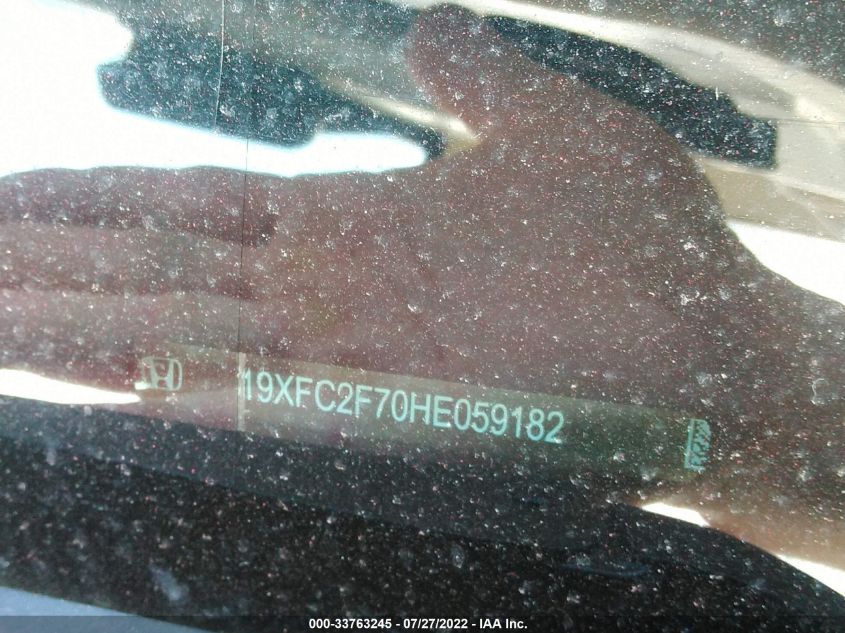 19XFC2F70HE059182
000-33763245 - 07/27/2022 - IAA Inc.